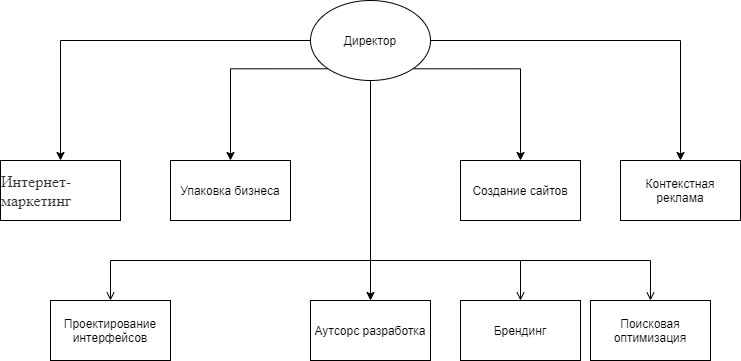 Директор
Интернет-
маркетинг
Упаковка бизнеса
Создание сайтов
Контекстная
реклама
Проектирование
интерфейсов
Аутсорс разработка
Брендинг
Поисковая
оптимизация